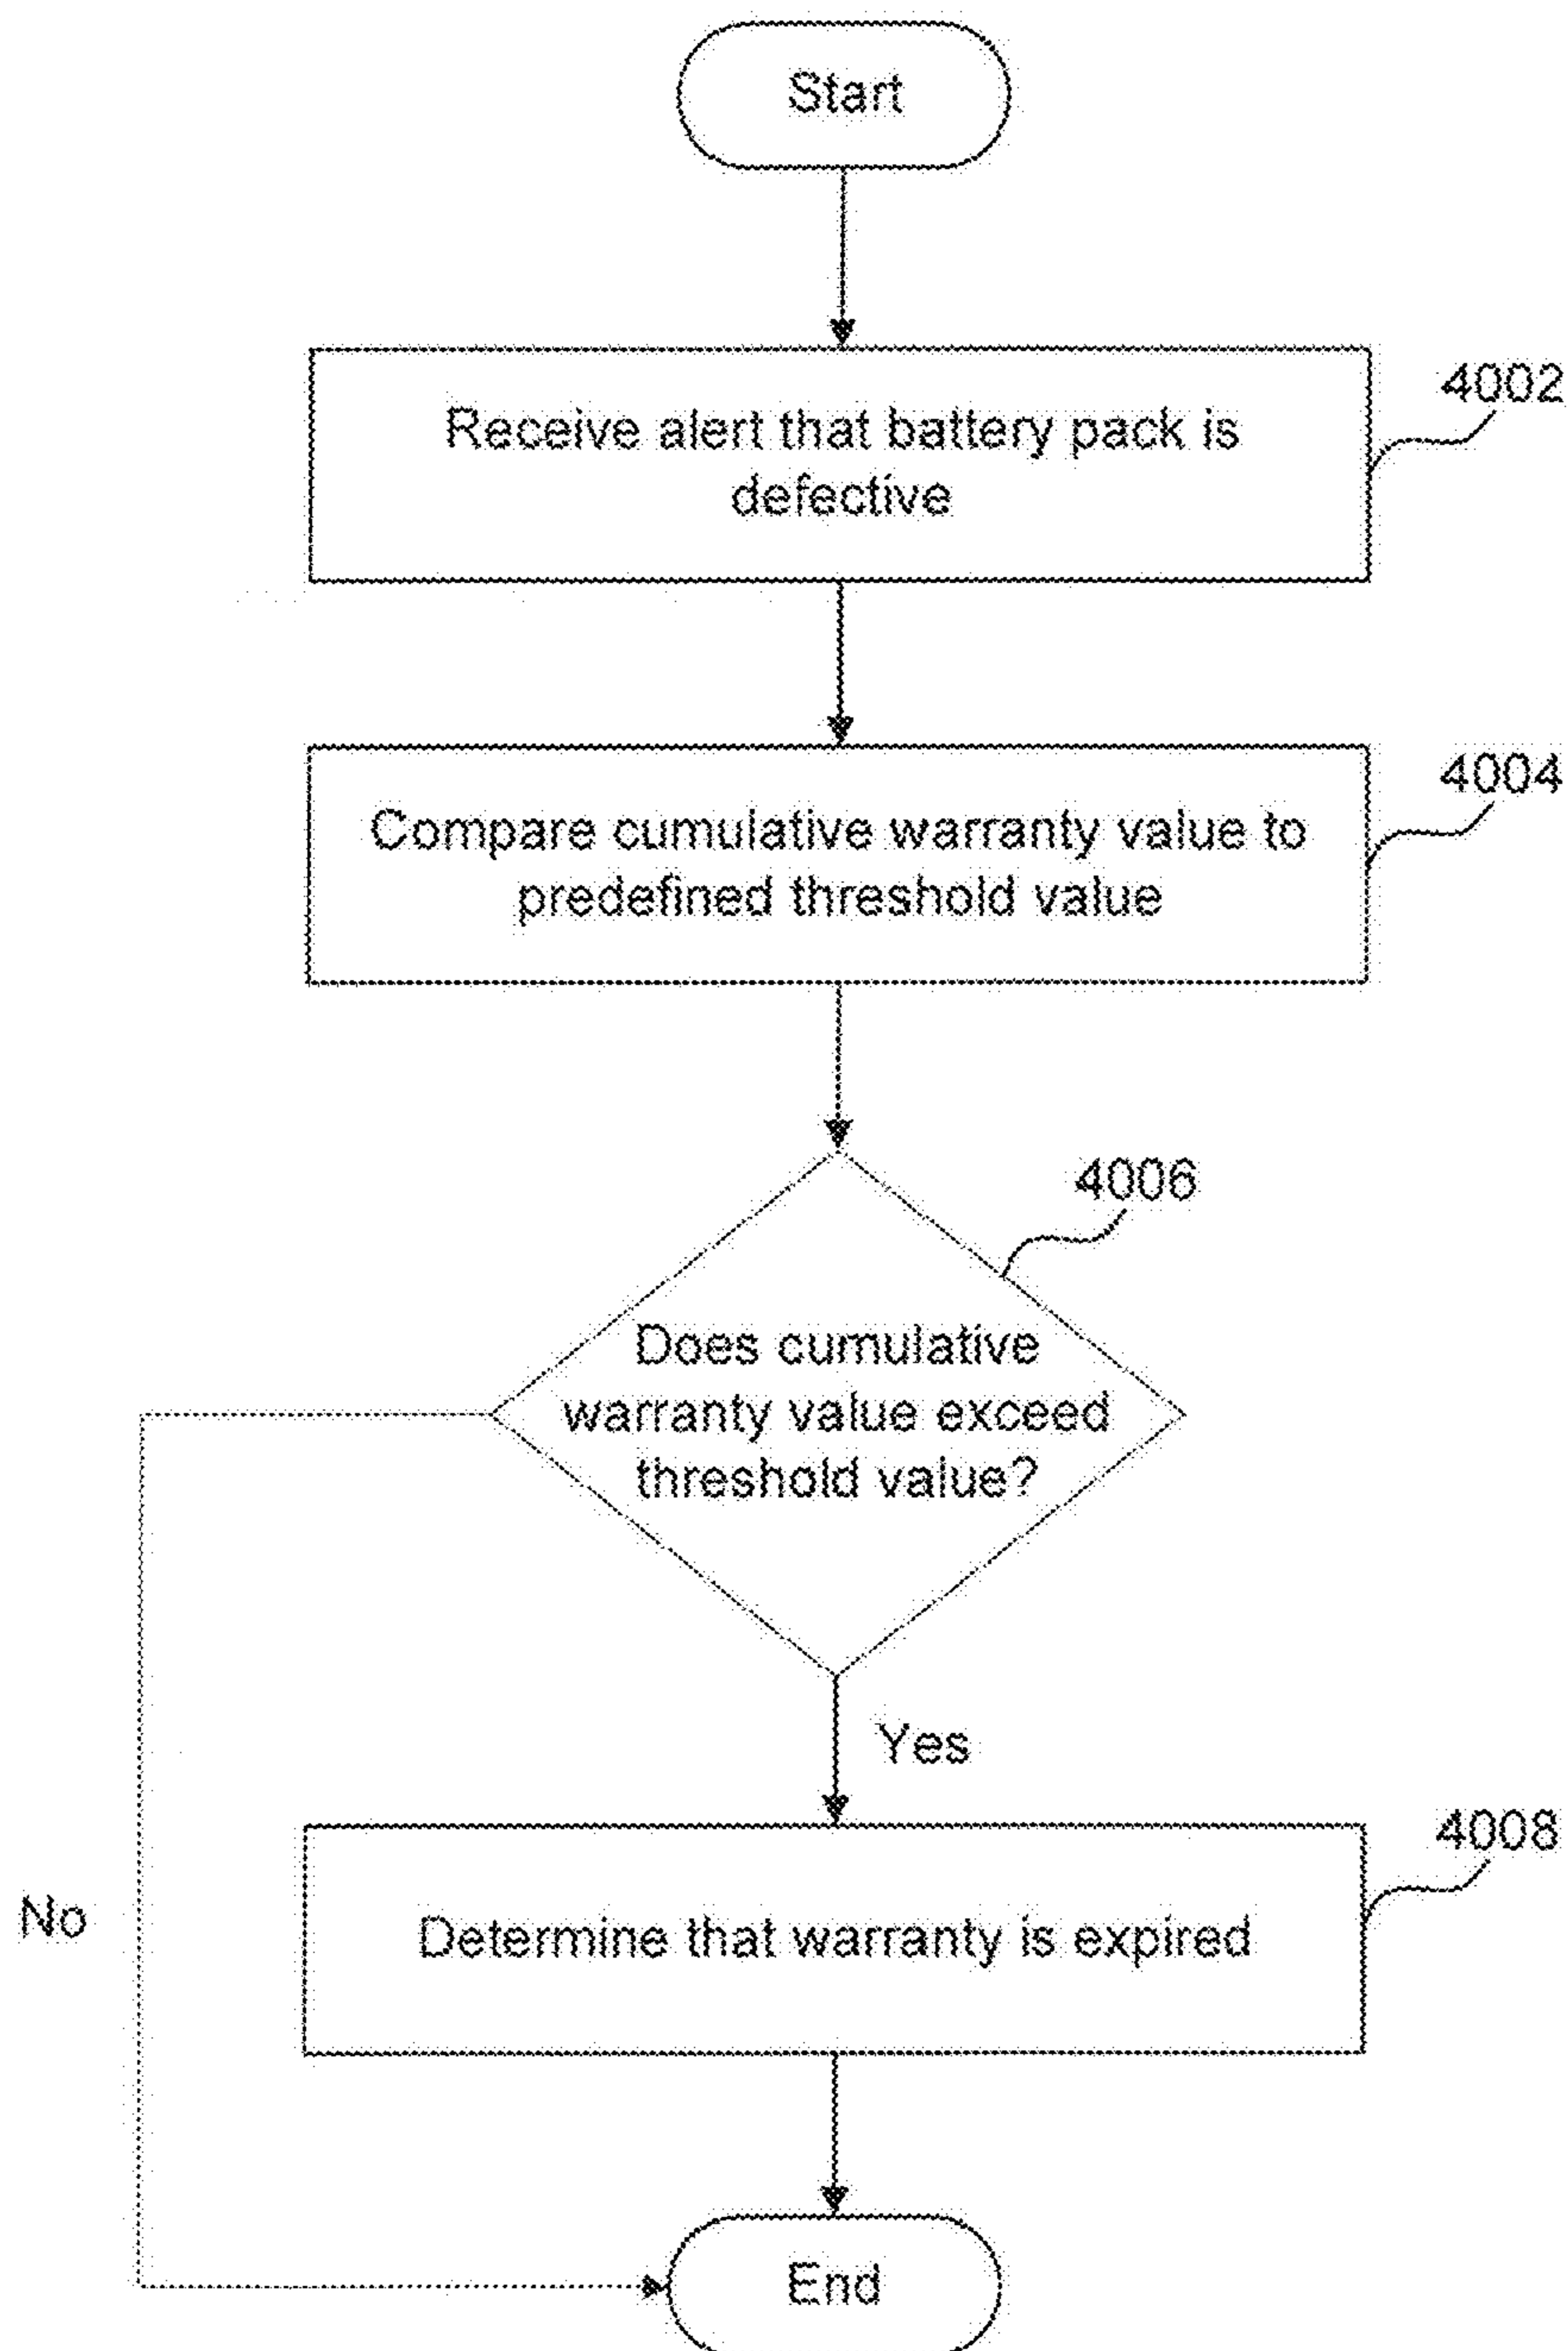 Start
4002
Receive alert that battery pack is
defective
4004
Compare cumulative warranty value to
predefined threshold value
4006
Does cumulative
warranty value exceed
threshold value?
Yes
4008
No
Determine that warranty is expired
End